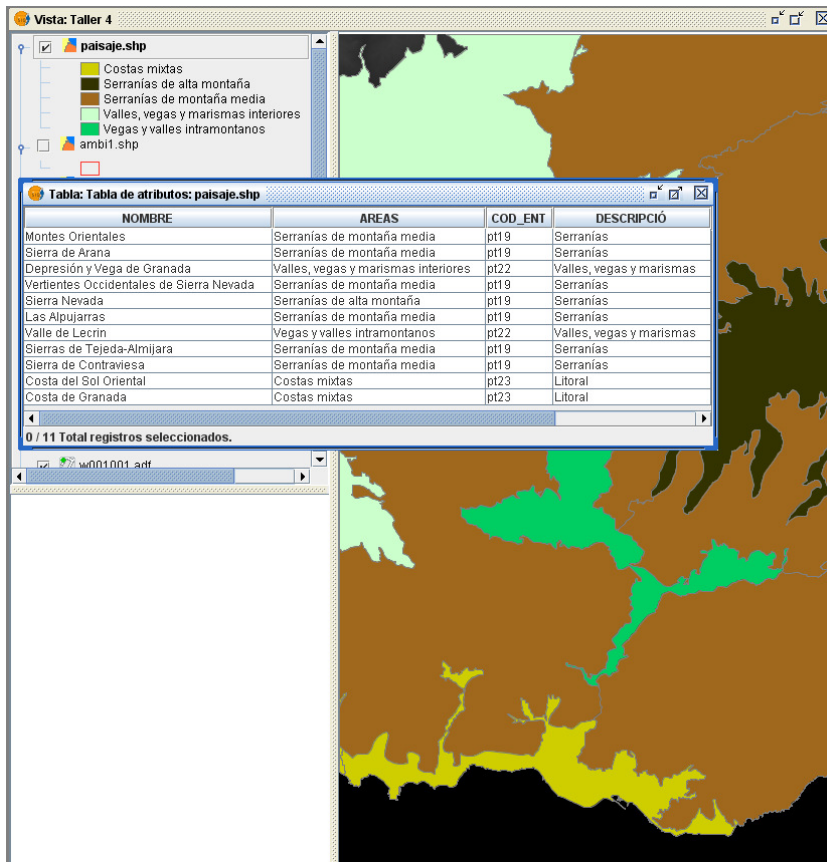 Vista: Taller 4
paisaje.shp
Costas mixtas
Serranías de alta montaña
Serranías de montaña media
Valles, vegas y marismas interiores
Vegas y valles intramontanos
ambi1.shp
Tabla: Tabla de atributos: paisaje.shp
NOMBRE AREAS COD_ENT DESCRIPCIÓ
Montes Orientales Serranías de montaña media pt19 Serranías
Sierra de Arana Serranías de montaña media pt19 Serranías
Depresión y Vega de Granada Valles, vegas y marismas interiores pt22 Valles, vegas y marismas
Vertientes Occidentales de Sierra Nevada Serranías de montaña media pt19 Serranías
Sierra Nevada Serranías de alta montaña pt19 Serranías
Las Alpujarras Serranías de montaña media pt19 Serranías
Valle de Lecrin Vegas y valles intramontanos pt22 Valles, vegas y marismas
Sierras de Tejeda-Almijara Serranías de montaña media pt19 Serranías
Sierra de Contraviesa Serranías de montaña media pt19 Serranías
Costa del Sol Oriental Costas mixtas pt23 Litoral
Costa de Granada Costas mixtas pt23 Litoral
0 / 11 Total registros seleccionados.
w001001.adf